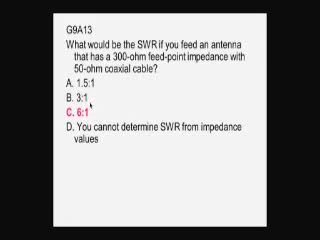 G9A13
What would be the SWR if you feed an antenna
that has a 300-ohm feed-point impedance with
50-ohm coaxial cable?
A. 1.5:1
B. 3:1
C. 6:1
D. You cannot determine SWR from impedance
values